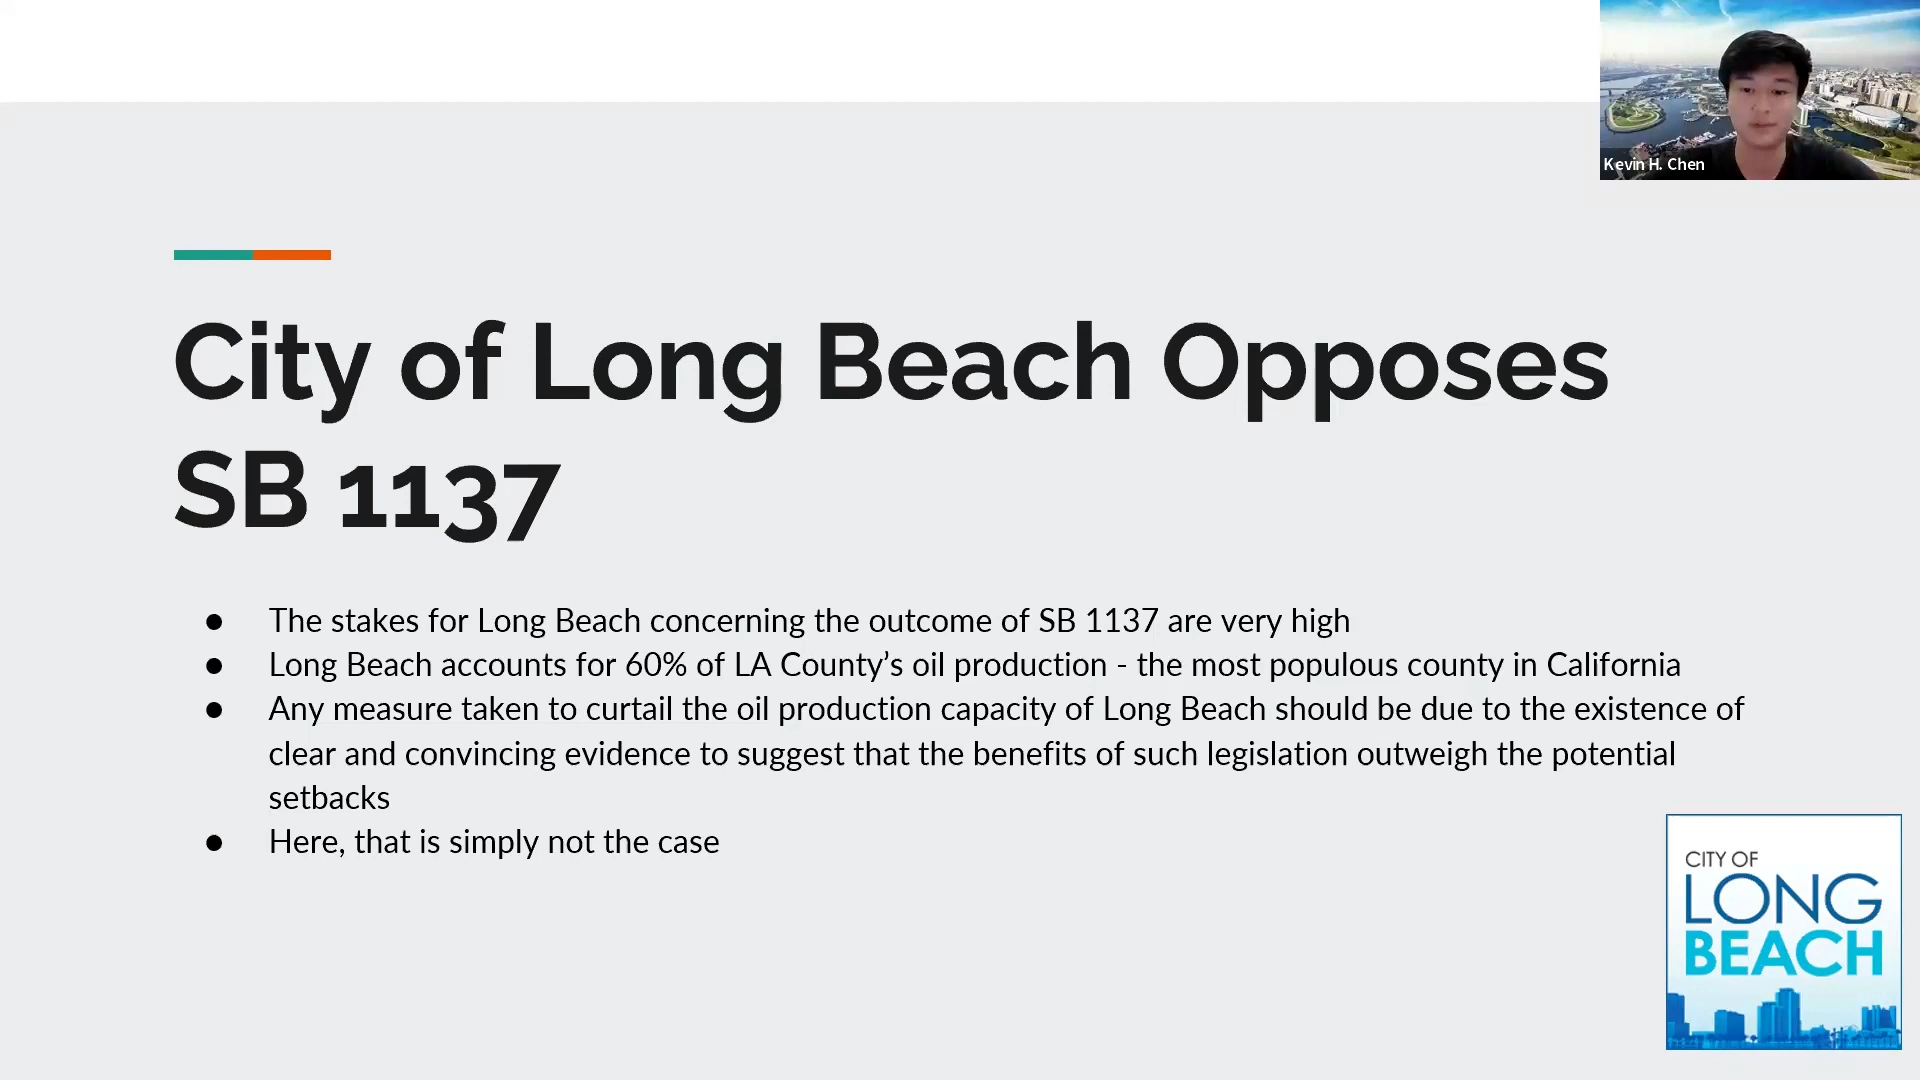 Kevin H. Chen
City of Long Beach Opposes
SB 1137
● The stakes for Long Beach concerning the outcome of SB 1137 are very high
● Long Beach accounts for 60% of LA County’s oil production - the most populous county in California
● Any measure taken to curtail the oil production capacity of Long Beach should be due to the existence of
clear and convincing evidence to suggest that the benefits of such legislation outweigh the potential
setbacks
● Here, that is simply not the case
CITY OF
LONG
BEACH